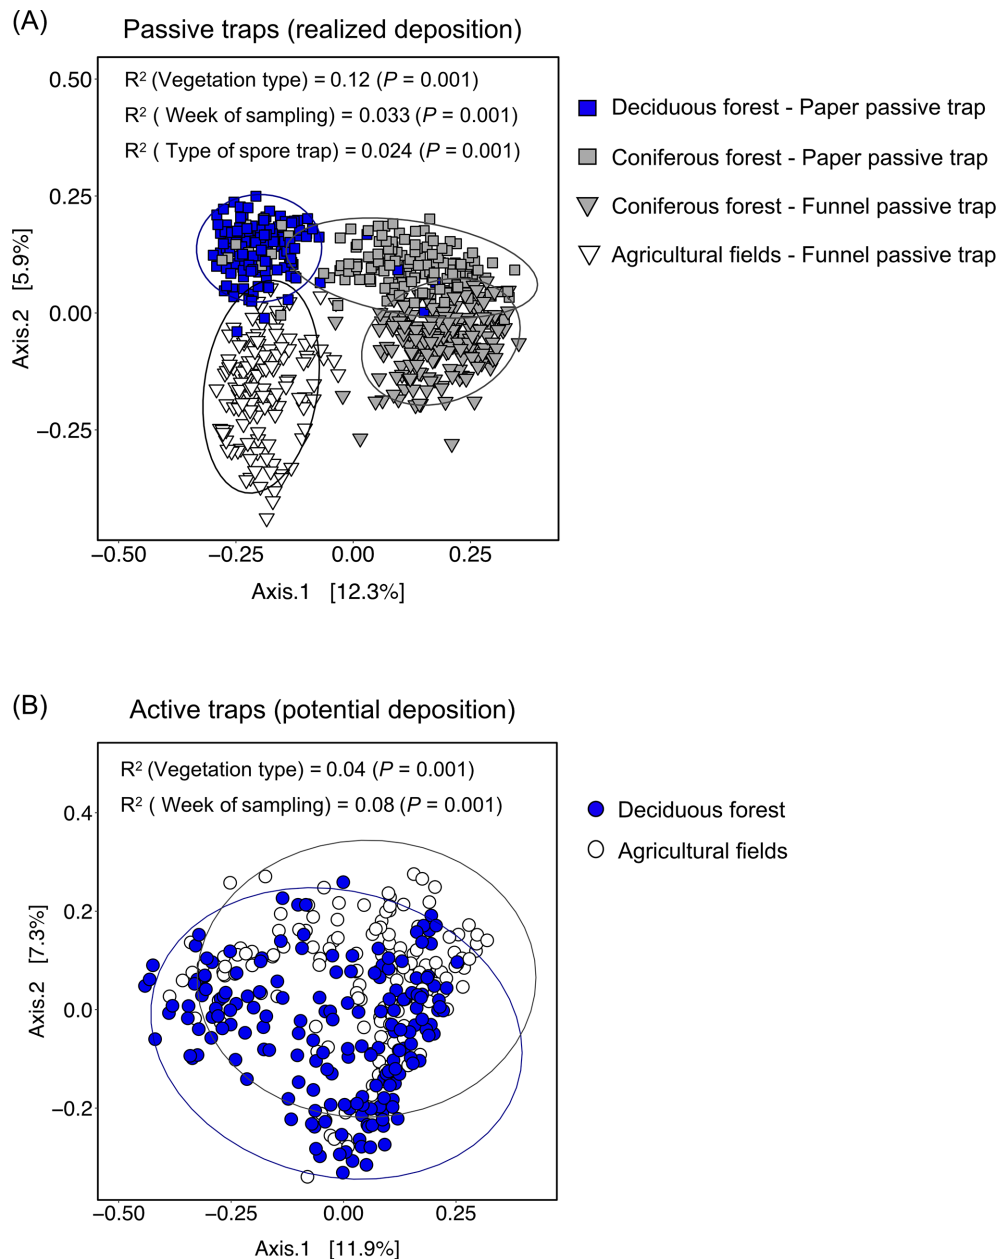 (A)
Passive traps (realized deposition)
R² (Vegetation type) = 0.12 (P = 0.001)
R² ( Week of sampling) = 0.033 (P = 0.001)
R² ( Type of spore trap) = 0.024 (P = 0.001)
0.50
0.25
0.00
−0.25
Axis.2 [5.9%]
−0.50 −0.25 0.00 0.25
Axis.1 [12.3%]
Deciduous forest - Paper passive trap
Coniferous forest - Paper passive trap
Coniferous forest - Funnel passive trap
Agricultural fields - Funnel passive trap
(B)
Active traps (potential deposition)
R² (Vegetation type) = 0.04 (P = 0.001)
R² ( Week of sampling) = 0.08 (P = 0.001)
0.4
0.2
0.0
−0.2
Axis.2 [7.3%]
−0.50 −0.25 0.00 0.25
Axis.1 [11.9%]
Deciduous forest
Agricultural fields